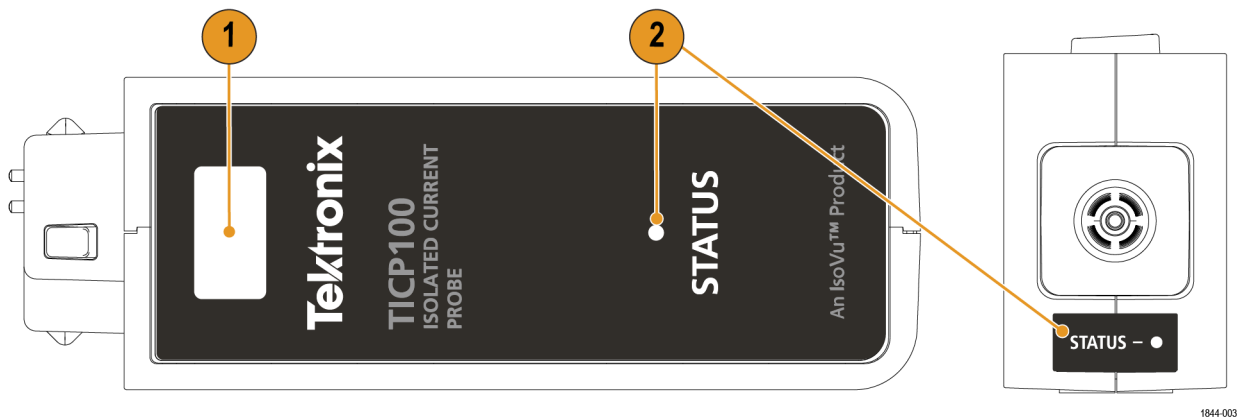 1
2
Tektronix
TICP100
ISOLATED CURRENT
PROBE
STATUS
An IsoVu™ Product
STATUS –
1844-003